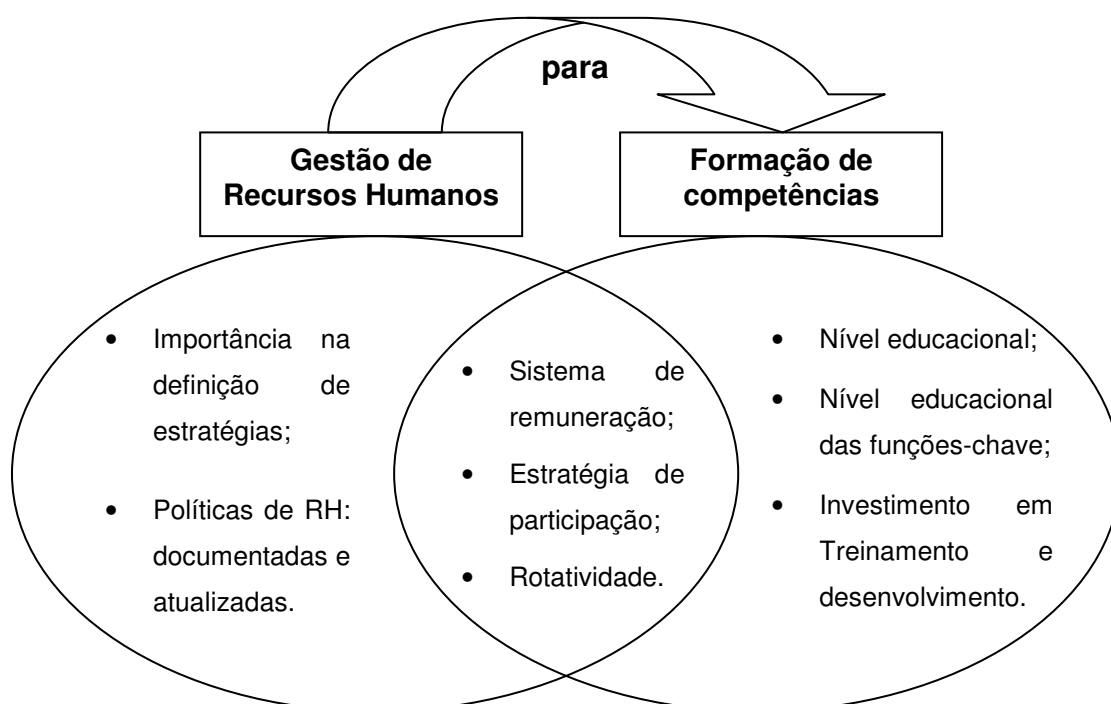 para
Gestão de
Recursos Humanos
Formação de
competências
• Importância na
definição de
estratégias;
• Políticas de RH:
documentadas e
atualizadas.
• Sistema de
remuneração;
• Estratégia de
participação;
• Rotatividade.
• Nível educacional;
• Nível educacional
das funções-chave;
• Investimento em
Treinamento e
desenvolvimento.